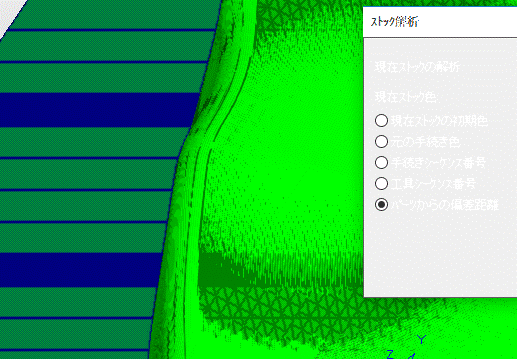 ｽﾄｯｸ解析
現在ｽﾄｯｸの解析
現在ｽﾄｯｸ色:
現在ｽﾄｯｸの初期色
元の手続き色
手続きｼｰｹﾝｽ番号
工具ｼｰｹﾝｽ番号
ﾊﾟｰﾂからの偏差距離
Y
Z